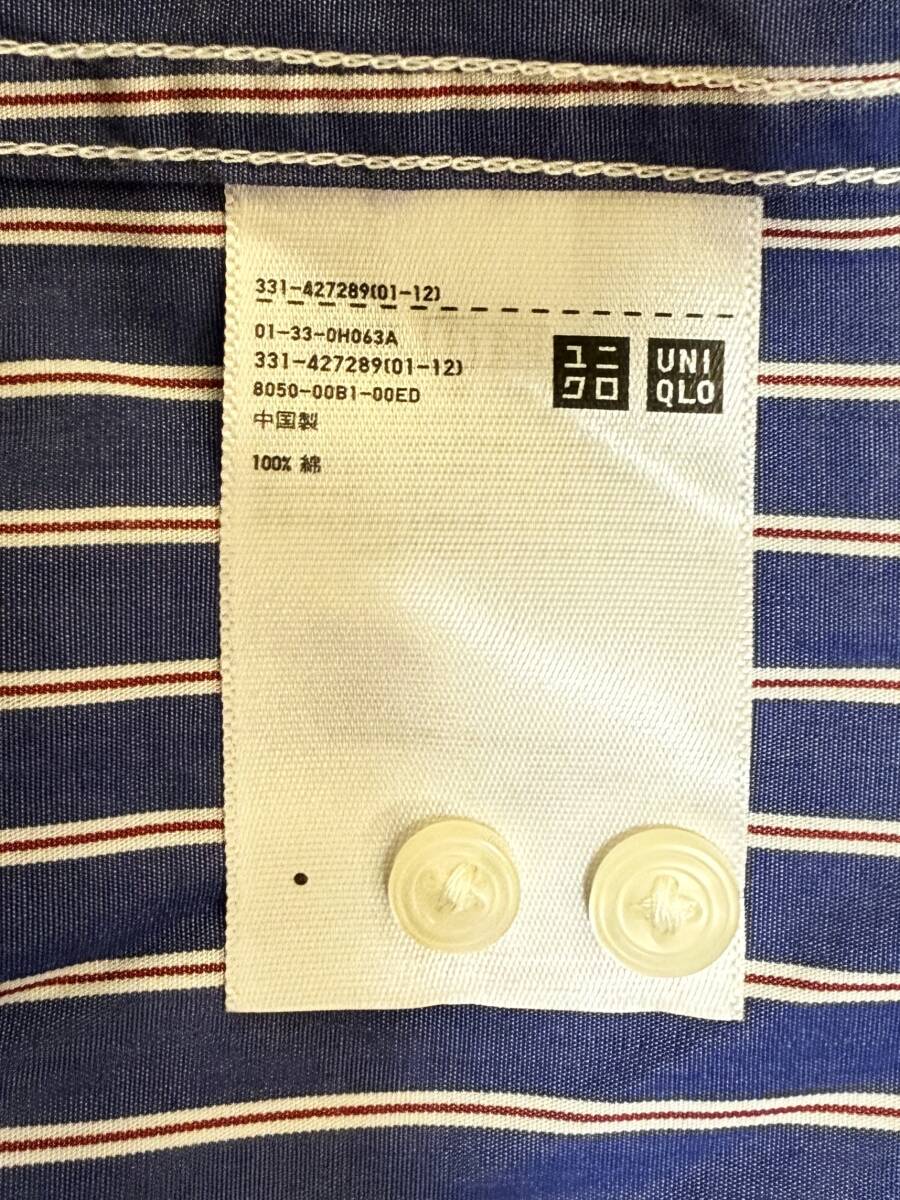 331-427289(01-12)
01-33-0H063A
331-427289(01-12)
8050-00B1-00ED
中国製
100% 綿
ユニ
クロ
UNI
QLO